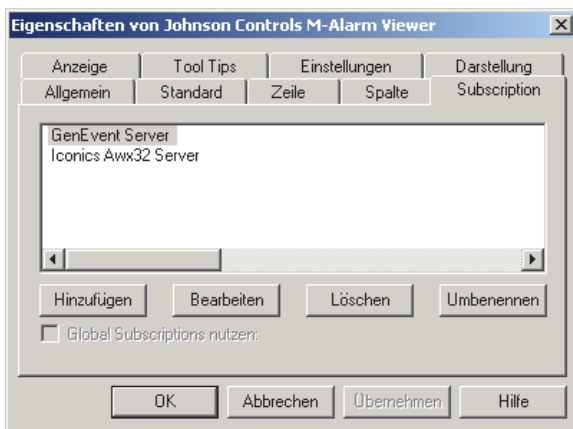 Eigenschaften von Johnson Controls M-Alarm Viewer
Anzeige
Tool Tips
Einstellungen
Darstellung
Allgemein
Standard
Zeile
Spalte
Subscription
GenEvent Server
Iconics Awx32 Server
Hinzufügen
Bearbeiten
Löschen
Umbenennen
Global Subscriptions nutzen:
OK
Abbrechen
Übernehmen
Hilfe